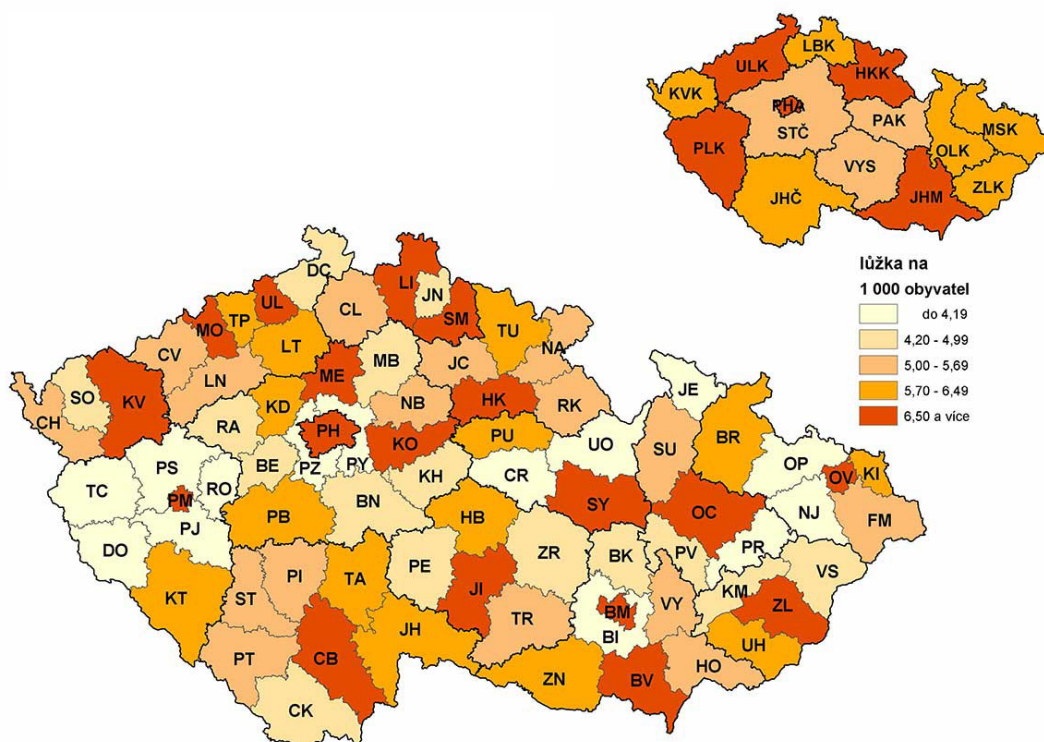 LBK
ULK
HKK
KVK
PHA
STČ
PAK
MSK
PLK
OLK
VYS
JHČ
JHM
ZLK
lůžka na
1 000 obyvatel
do 4,19
4,20 - 4,99
5,00 - 5,69
5,70 - 6,49
6,50 a více
DC
LI
JN
UL
CL
SM
TU
MO
TP
LT
MB
JC
NA
CV
LN
ME
SO
KV
KD
NB
HK
RK
JE
CH
RA
PH
KO
PU
UO
SU
BR
PS
BE
PZ
PY
KH
CR
OP
OV
KI
TC
PM
RO
PB
BN
HB
SY
OC
NJ
FM
PJ
DO
PR
KT
ST
PI
TA
PE
ZR
BK
PV
VS
JI
KM
ZL
TR
BM
VY
BI
PT
CB
JH
UH
ZN
BV
HO
CK